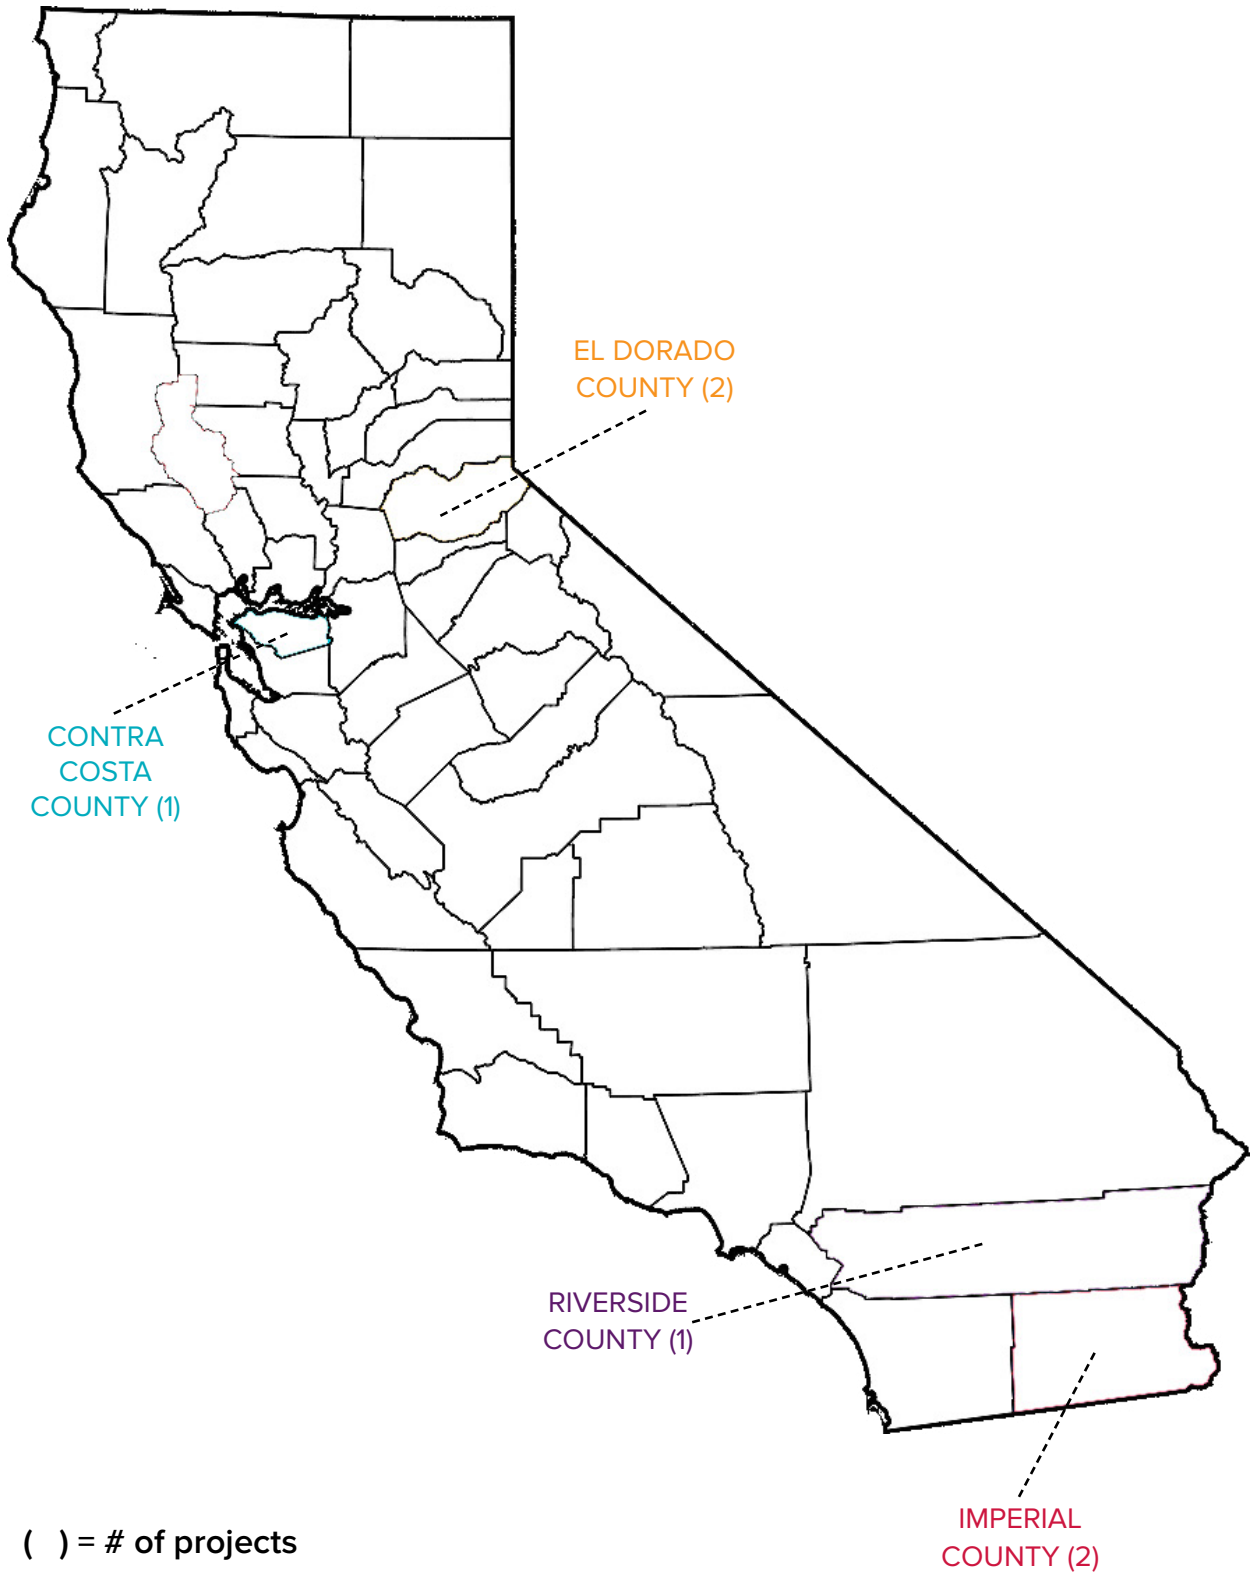 EL DORADO
COUNTY (2)
CONTRA
COSTA
COUNTY (1)
RIVERSIDE
COUNTY (1)
IMPERIAL
COUNTY (2)
( ) = # of projects